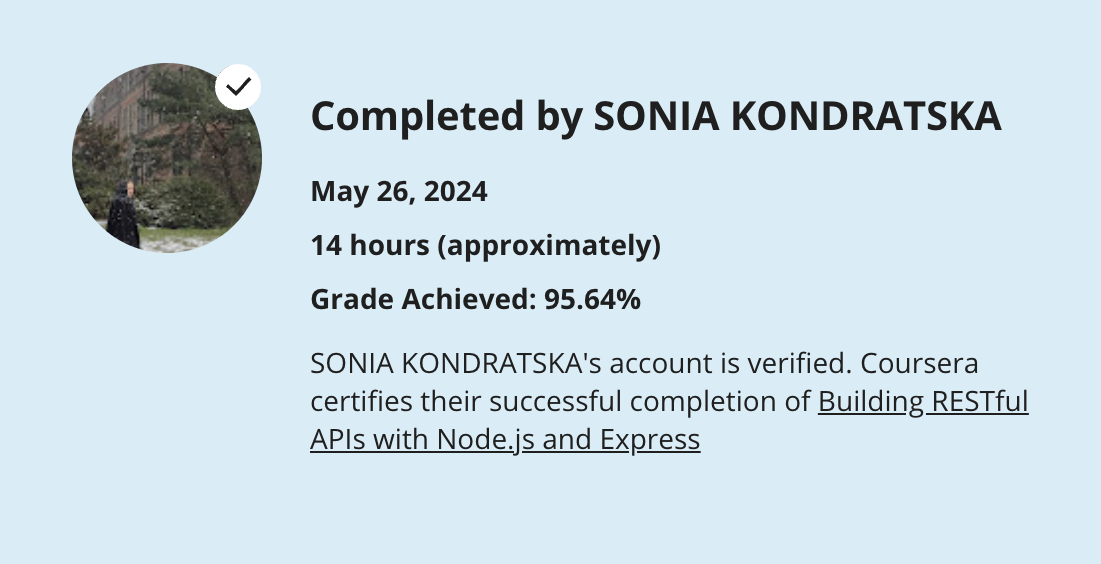 Completed by SONIA KONDRATSKA
May 26, 2024
14 hours (approximately)
Grade Achieved: 95.64%
SONIA KONDRATSKA's account is verified. Coursera
certifies their successful completion of Building RESTful
APIs with Node.js and Express